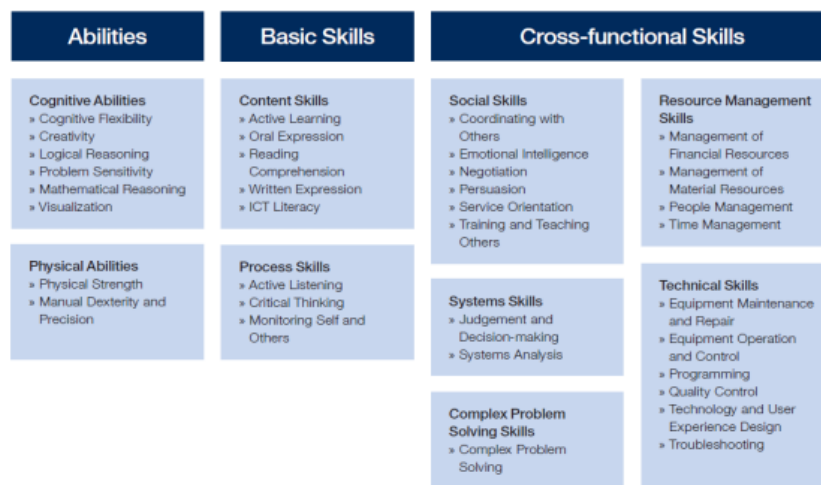 Abilities
Basic Skills
Cross-functional Skills
Cognitive Abilities
» Cognitive Flexibility
» Creativity
» Logical Reasoning
» Problem Sensitivity
» Mathematical Reasoning
» Visualization
Physical Abilities
» Physical Strength
» Manual Dexterity and
Precision
Content Skills
» Active Learning
» Oral Expression
» Reading
Comprehension
» Written Expression
» ICT Literacy
Process Skills
» Active Listening
» Critical Thinking
» Monitoring Self and
Others
Social Skills
» Coordinating with
Others
» Emotional Intelligence
» Negotiation
» Persuasion
» Service Orientation
» Training and Teaching
Others
Systems Skills
» Judgement and
Decision-making
» Systems Analysis
Complex Problem
Solving Skills
» Complex Problem
Solving
Resource Management
Skills
» Management of
Financial Resources
» Management of
Material Resources
» People Management
» Time Management
Technical Skills
» Equipment Maintenance
and Repair
» Equipment Operation
and Control
» Programming
» Quality Control
» Technology and User
Experience Design
» Troubleshooting